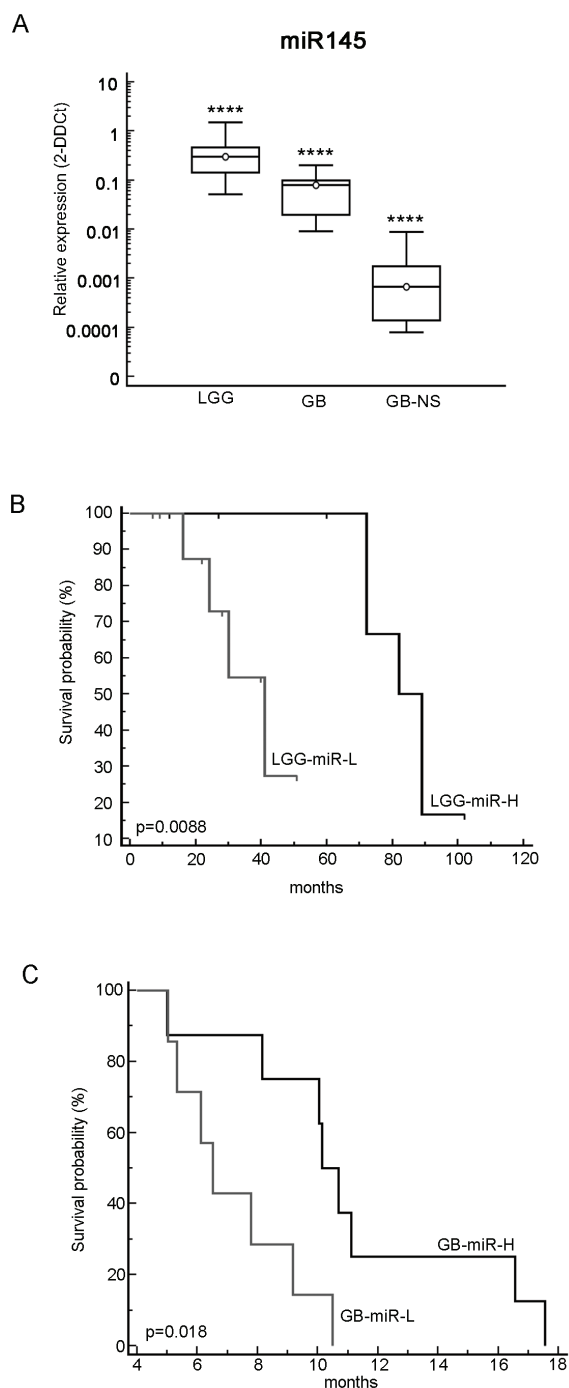 A
miR145
Relative expression (2-DDCt)
10
1
0.1
0.01
0.001
0.0001
0
****
****
****
LGG
GB
GB-NS
B
Survival probability (%)
100
90
80
70
60
50
40
30
20
10
LGG-miR-L
LGG-miR-H
p=0.0088
0 20 40 60 80 100 120
months
C
Survival probability (%)
100
80
60
40
20
0
GB-miR-H
GB-miR-L
p=0.018
4 6 8 10 12 14 16 18
months